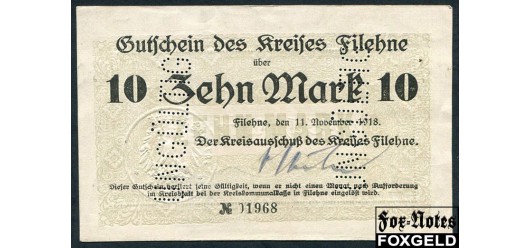 Gutschein des Kreises Filehne
über
10 Zehn Mark 10
Filehne, den 11. November 1918.
Der Kreisausschuß des Kreises Filehne.
Dieser Gutschein verliert seine Gültigkeit, wenn er nicht einen Monat nach Aufforderung
im Kreisblatt bei der Kreiskommunalkasse in Filehne eingelöst wird.
№ 01968
UNGÜLTIG
Fox-Notes
FOXGELD